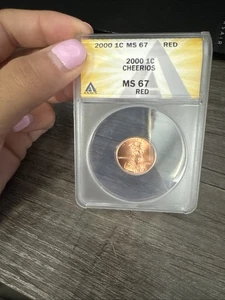 2000 1C MS 67 RED
2000 1C
CHEERIOS
MS 67
RED